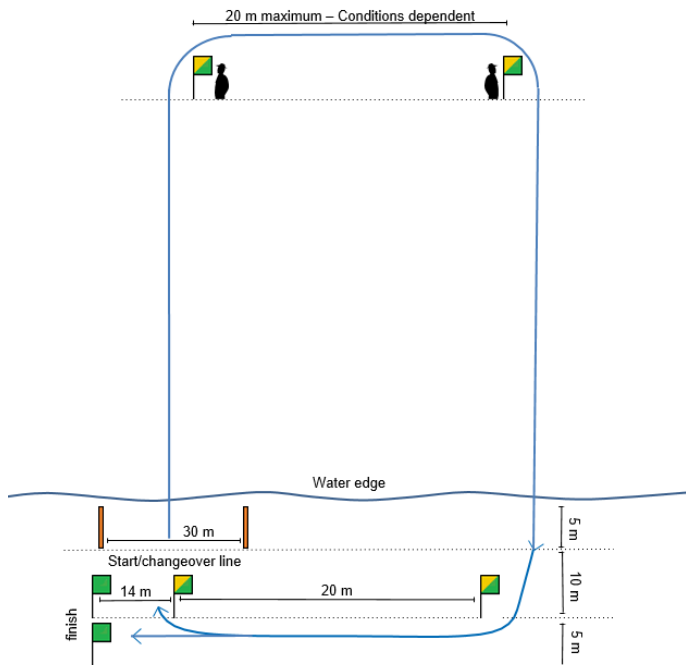 20 m maximum – Conditions dependent
Water edge
30 m
5 m
Start/changeover line
14 m
20 m
10 m
finish
5 m